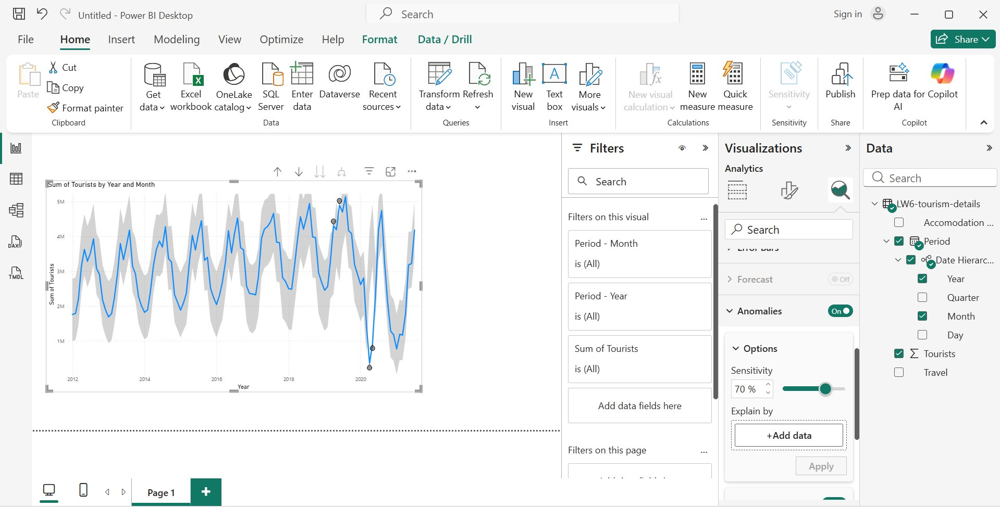 Untitled - Power BI Desktop
Search
Sign in
File Home Insert Modeling View Optimize Help Format Data / Drill
Share
Paste
Cut
Copy
Format painter
Clipboard
Get data
Excel workbook
OneLake catalog
SQL Server
Enter data
Dataverse
Recent sources
Data
Transform data
Refresh
Queries
New visual
Text box
More visuals
Insert
New visual calculation
New measure
Quick measure
Calculations
Sensitivity
Sensitivity
Publish
Share
Prep data for AI
Copilot
Copilot
DAX
TMDL
Sum of Tourists by Year and Month
5M
4M
3M
2M
1M
Sum of Tourists
2012 2014 2016 2018 2020
Year
Filters
Search
Filters on this visual
...
Period - Month
is (All)
Period - Year
is (All)
Sum of Tourists
is (All)
Add data fields here
Filters on this page
...
Visualizations
Analytics
Search
Error bars
Forecast
Off
Anomalies
On
Options
Sensitivity
70 %
Explain by
+Add data
Apply
Data
Search
LW6-tourism-details
Accomodation ...
Period
Date Hierarc...
Year
Quarter
Month
Day
Tourists
Travel
Page 1